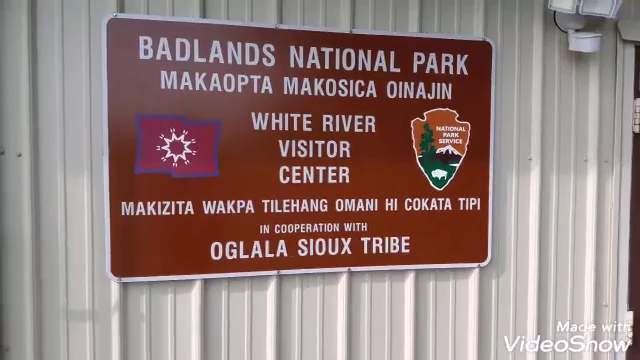 BADLANDS NATIONAL PARK
MAKAOPTA MAKOSICA OINAJIN
WHITE RIVER
VISITOR
CENTER
NATIONAL
PARK
SERVICE
MAKIZITA WAKPA TILEHANG OMANI HI COKATA TIPI
IN COOPERATION WITH
OGLALA SIOUX TRIBE
Made with
VideoShow